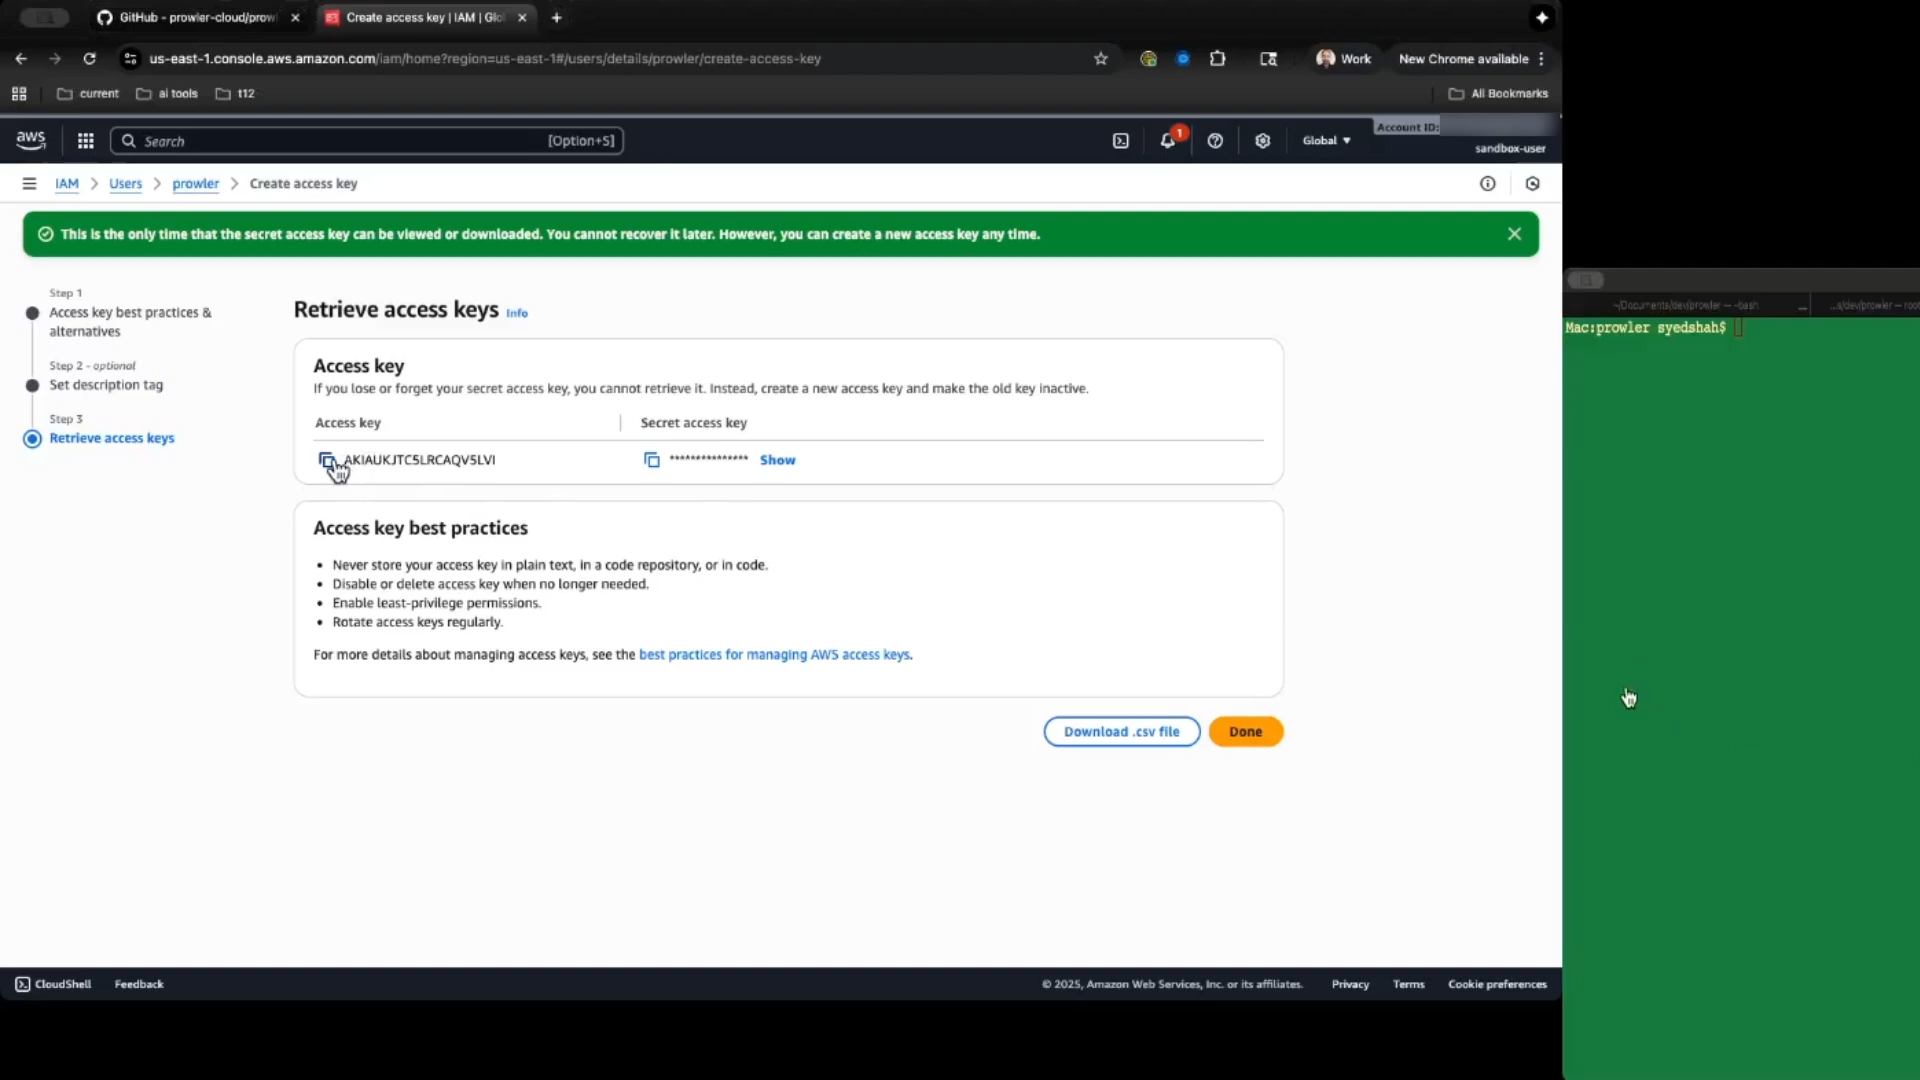 GitHub - prowler-cloud/prow
Create access key | IAM | Glo
us-east-1.console.aws.amazon.com/iam/home?region=us-east-1#/users/details/prowler/create-access-key
Work
New Chrome available
current
ai tools
112
All Bookmarks
aws
Search
[Option+S]
1
Global
Account ID:
sandbox-user
IAM
Users
prowler
Create access key
This is the only time that the secret access key can be viewed or downloaded. You cannot recover it later. However, you can create a new access key any time.
Step 1
Access key best practices &
alternatives
Step 2 - optional
Set description tag
Step 3
Retrieve access keys
Retrieve access keys Info
Access key
If you lose or forget your secret access key, you cannot retrieve it. Instead, create a new access key and make the old key inactive.
Access key
Secret access key
AKIAUKJTC5LRCAQV5LVI
*************** Show
Access key best practices
• Never store your access key in plain text, in a code repository, or in code.
• Disable or delete access key when no longer needed.
• Enable least-privilege permissions.
• Rotate access keys regularly.
For more details about managing access keys, see the best practices for managing AWS access keys.
Download .csv file
Done
CloudShell
Feedback
© 2025, Amazon Web Services, Inc. or its affiliates.
Privacy
Terms
Cookie preferences
~/Documents/dev/prowler — -bash
...s/dev/prowler — root
Mac:prowler syedshah$